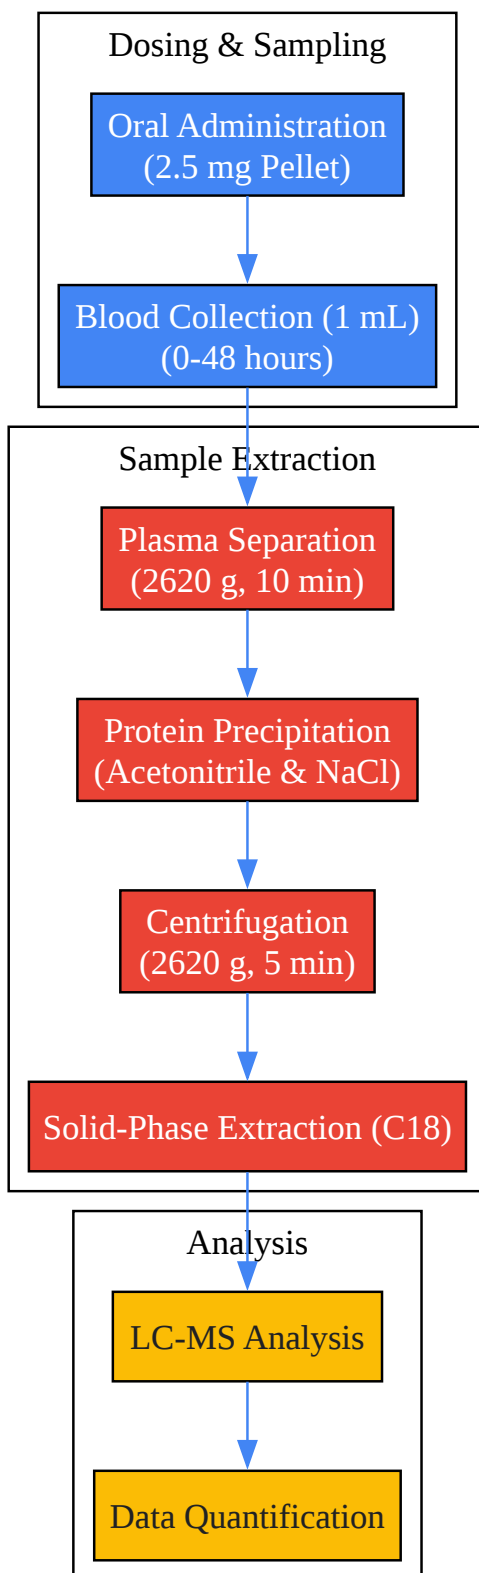 Dosing & Sampling
Oral Administration
(2.5 mg Pellet)
Blood Collection (1 mL)
(0-48 hours)
Sample Extraction
Plasma Separation
(2620 g, 10 min)
Protein Precipitation
(Acetonitrile & NaCl)
Centrifugation
(2620 g, 5 min)
Solid-Phase Extraction (C18)
Analysis
LC-MS Analysis
Data Quantification